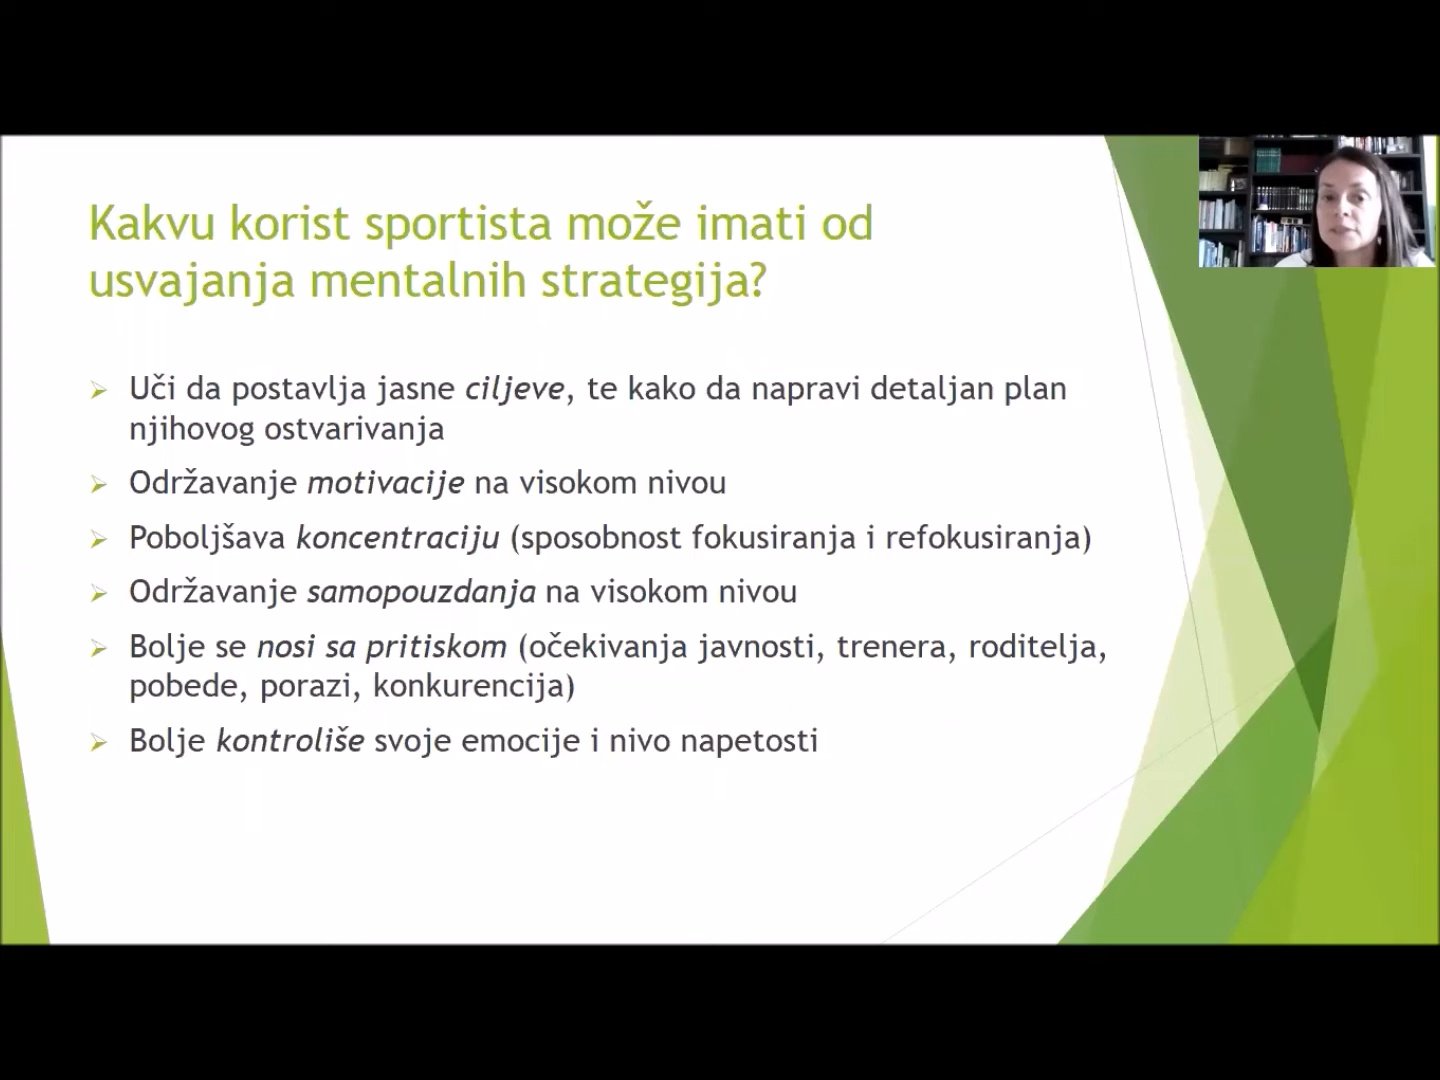 Kakvu korist sportista može imati od
usvajanja mentalnih strategija?
Uči da postavlja jasne ciljeve, te kako da napravi detaljan plan
njihovog ostvarivanja
Održavanje motivacije na visokom nivou
Poboljšava koncentraciju (sposobnost fokusiranja i refokusiranja)
Održavanje samopouzdanja na visokom nivou
Bolje se nosi sa pritiskom (očekivanja javnosti, trenera, roditelja,
pobede, porazi, konkurencija)
Bolje kontroliše svoje emocije i nivo napetosti